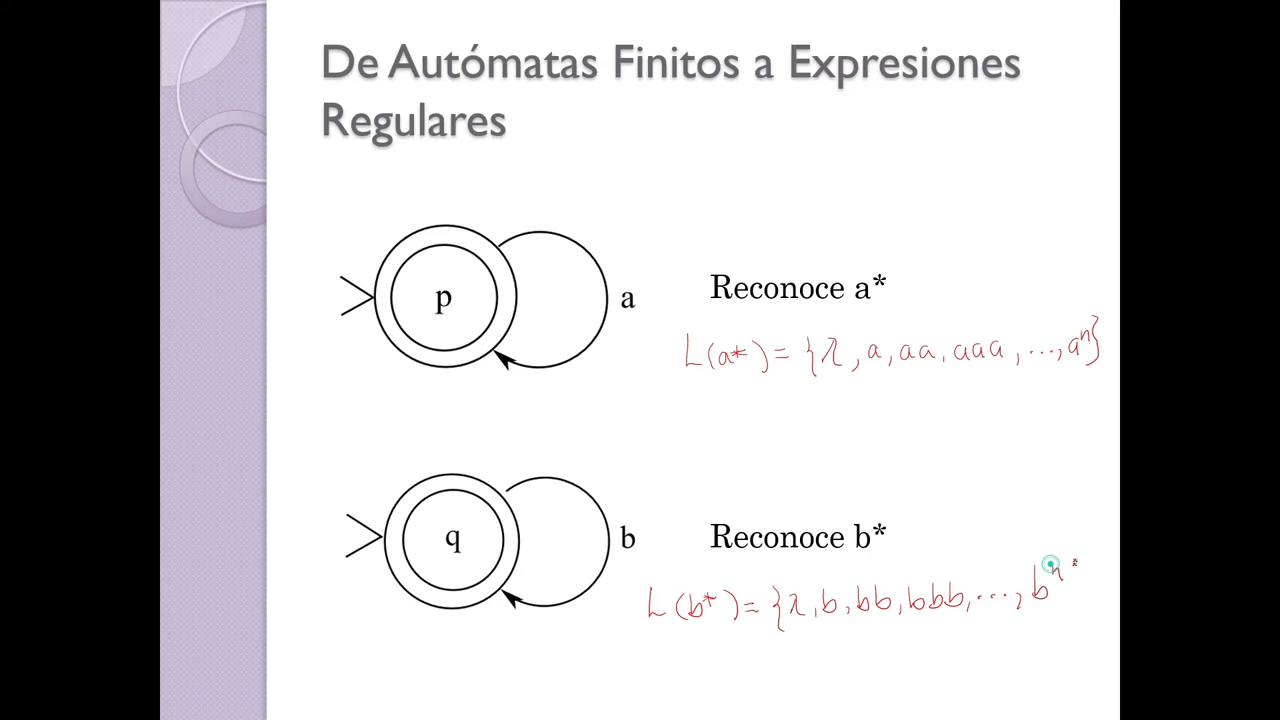 De Autómatas Finitos a Expresiones
Regulares
p
a
Reconoce a*
L(a*) = {λ, a, aa, aaa, ..., aⁿ}
q
b
Reconoce b*
L(b*) = {λ, b, bb, bbb, ..., bⁿ